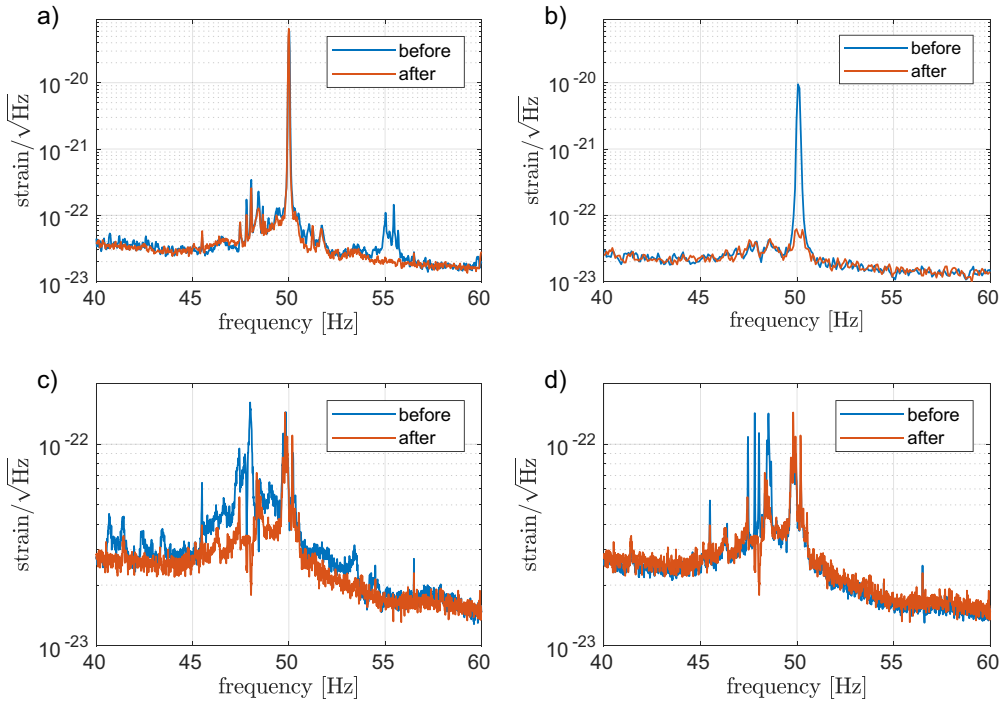 a)
strain/√Hz
10⁻²⁰
10⁻²¹
10⁻²²
10⁻²³
before
after
40 45 50 55 60
frequency [Hz]
b)
strain/√Hz
10⁻²⁰
10⁻²¹
10⁻²²
10⁻²³
before
after
40 45 50 55 60
frequency [Hz]
c)
strain/√Hz
10⁻²²
10⁻²³
before
after
40 45 50 55 60
frequency [Hz]
d)
strain/√Hz
10⁻²²
10⁻²³
before
after
40 45 50 55 60
frequency [Hz]